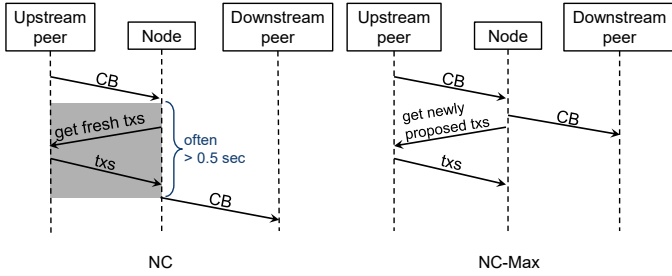 Upstream
peer
Node
Downstream
peer
CB
get fresh txs
txs
often
> 0.5 sec
CB
NC
Upstream
peer
Node
Downstream
peer
CB
CB
get newly
proposed txs
txs
NC-Max